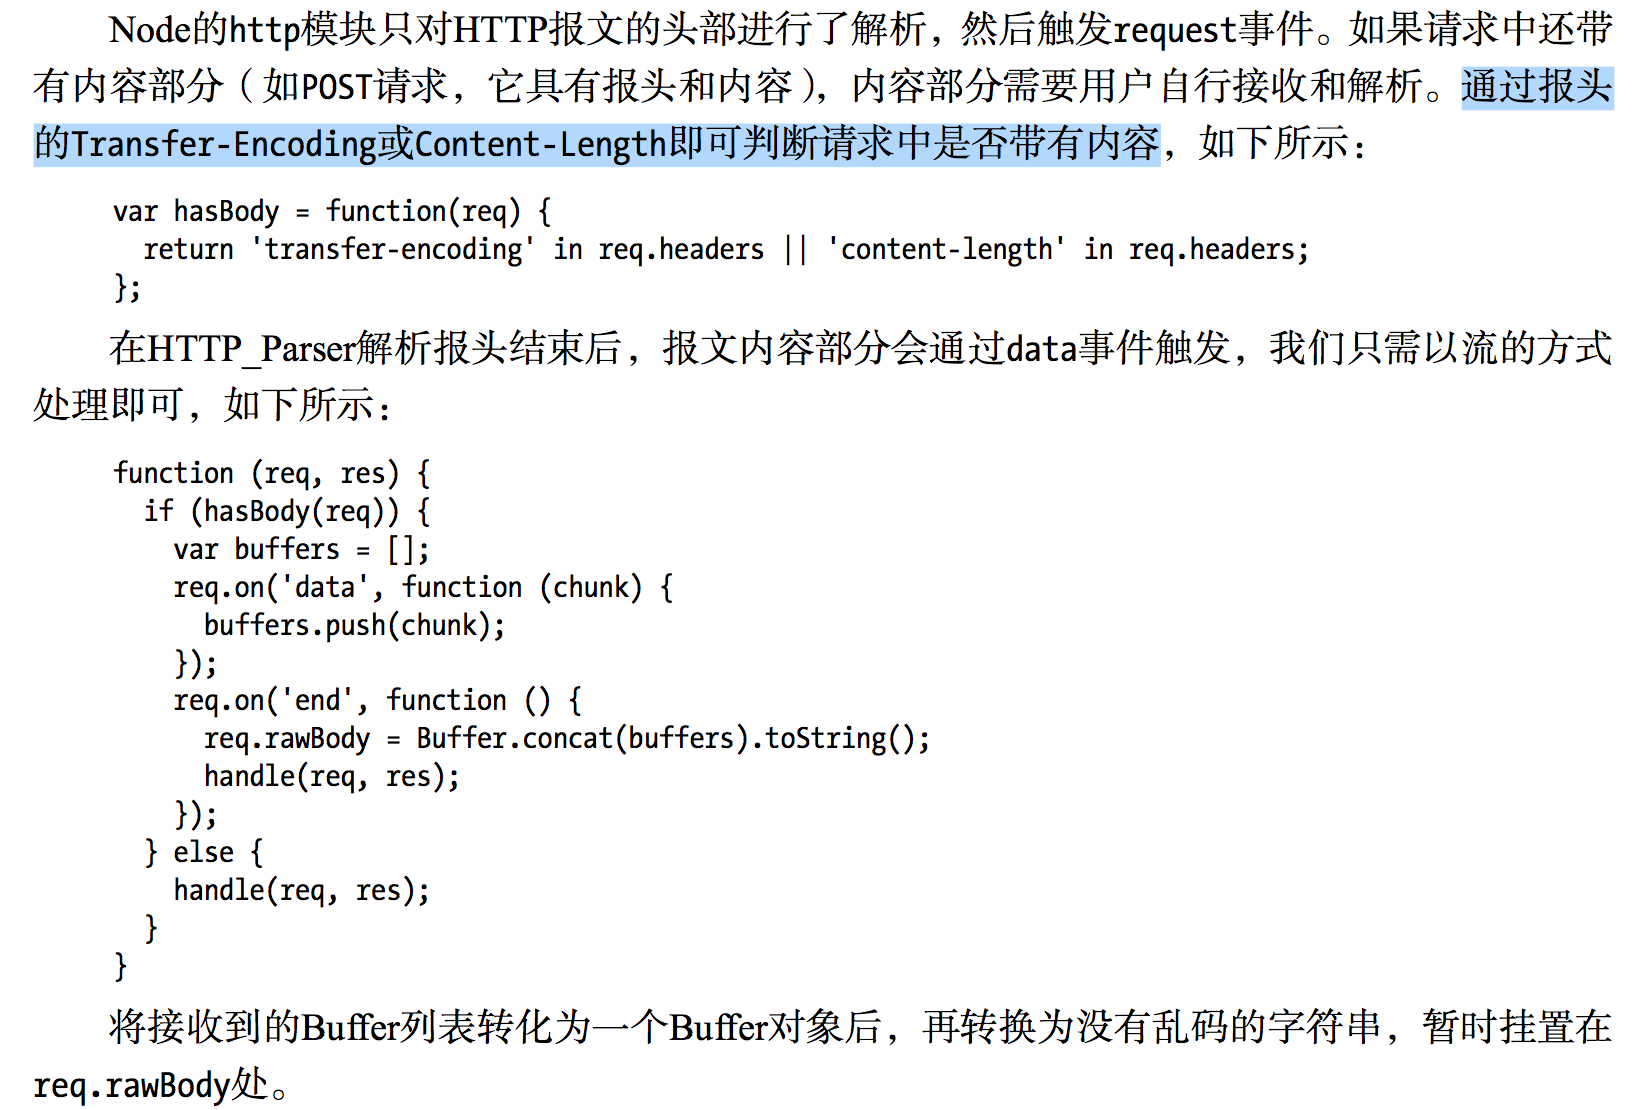 Node的http模块只对HTTP报文的头部进行了解析，然后触发request事件。如果请求中还带
有内容部分（如POST请求，它具有报头和内容），内容部分需要用户自行接收和解析。通过报头
的Transfer-Encoding或Content-Length即可判断请求中是否带有内容，如下所示：
var hasBody = function(req) {
  return 'transfer-encoding' in req.headers || 'content-length' in req.headers;
};
在HTTP_Parser解析报头结束后，报文内容部分会通过data事件触发，我们只需以流的方式
处理即可，如下所示：
function (req, res) {
  if (hasBody(req)) {
    var buffers = [];
    req.on('data', function (chunk) {
      buffers.push(chunk);
    });
    req.on('end', function () {
      req.rawBody = Buffer.concat(buffers).toString();
      handle(req, res);
    });
  } else {
    handle(req, res);
  }
}
将接收到的Buffer列表转化为一个Buffer对象后，再转换为没有乱码的字符串，暂时挂置在
req.rawBody处。